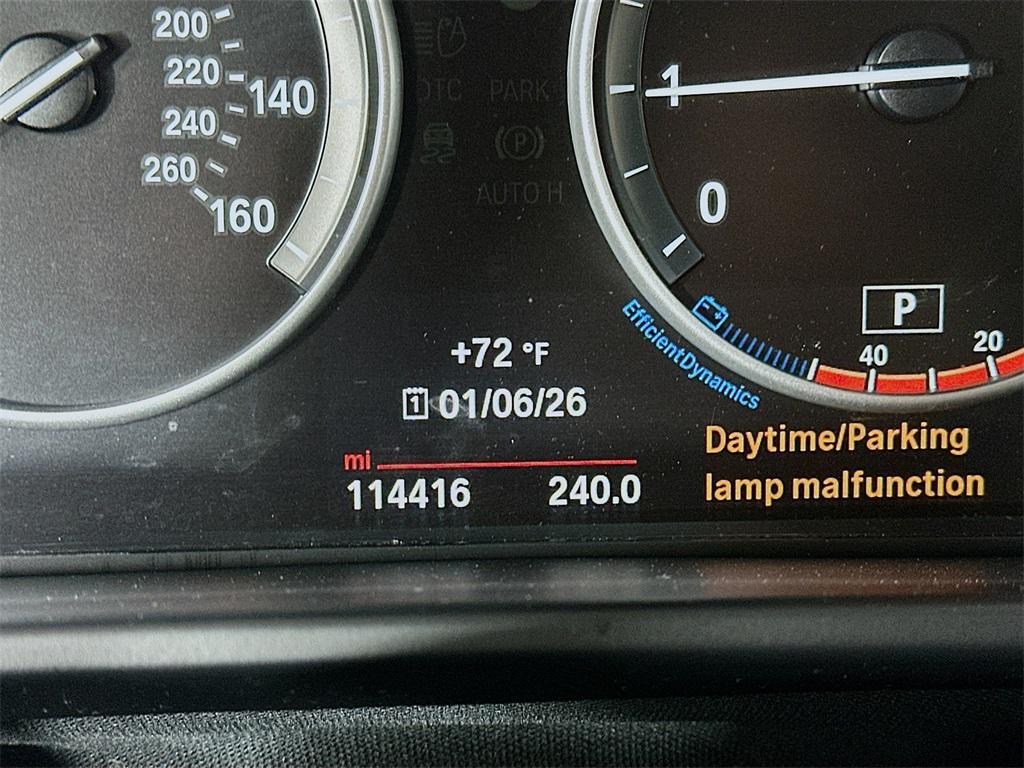 200
220
140
240
260
160
DTC
PARK
P
AUTO H
1
0
P
EfficientDynamics
40
20
+72 °F
1 01/06/26
mi
114416 240.0
Daytime/Parking
lamp malfunction